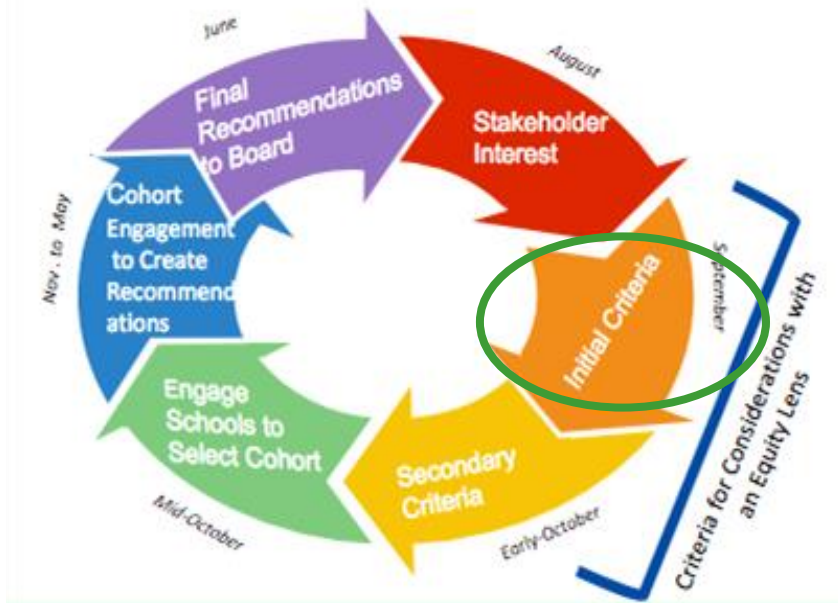 June
Final
Recommendations
to Board
August
Stakeholder
Interest
September
Initial Criteria
Criteria for Considerations with
an Equity Lens
Early-October
Secondary
Criteria
Mid-October
Engage
Schools to
Select Cohort
Nov. to May
Cohort
Engagement
to Create
Recommend
ations